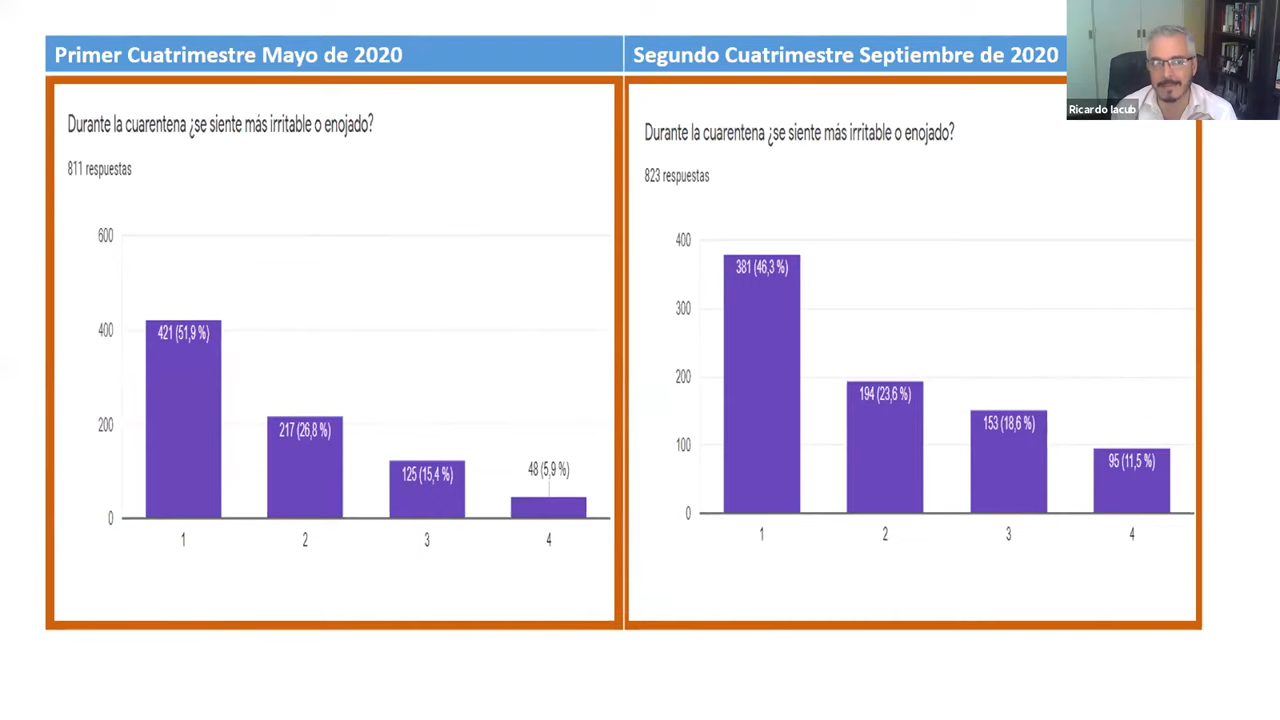 Primer Cuatrimestre Mayo de 2020
Segundo Cuatrimestre Septiembre de 2020
Ricardo Iacub
Durante la cuarentena ¿se siente más irritable o enojado?
811 respuestas
600
400
200
0
421 (51,9 %)
217 (26,8 %)
125 (15,4 %)
48 (5,9 %)
1
2
3
4
Durante la cuarentena ¿se siente más irritable o enojado?
823 respuestas
400
300
200
100
0
381 (46,3 %)
194 (23,6 %)
153 (18,6 %)
95 (11,5 %)
1
2
3
4